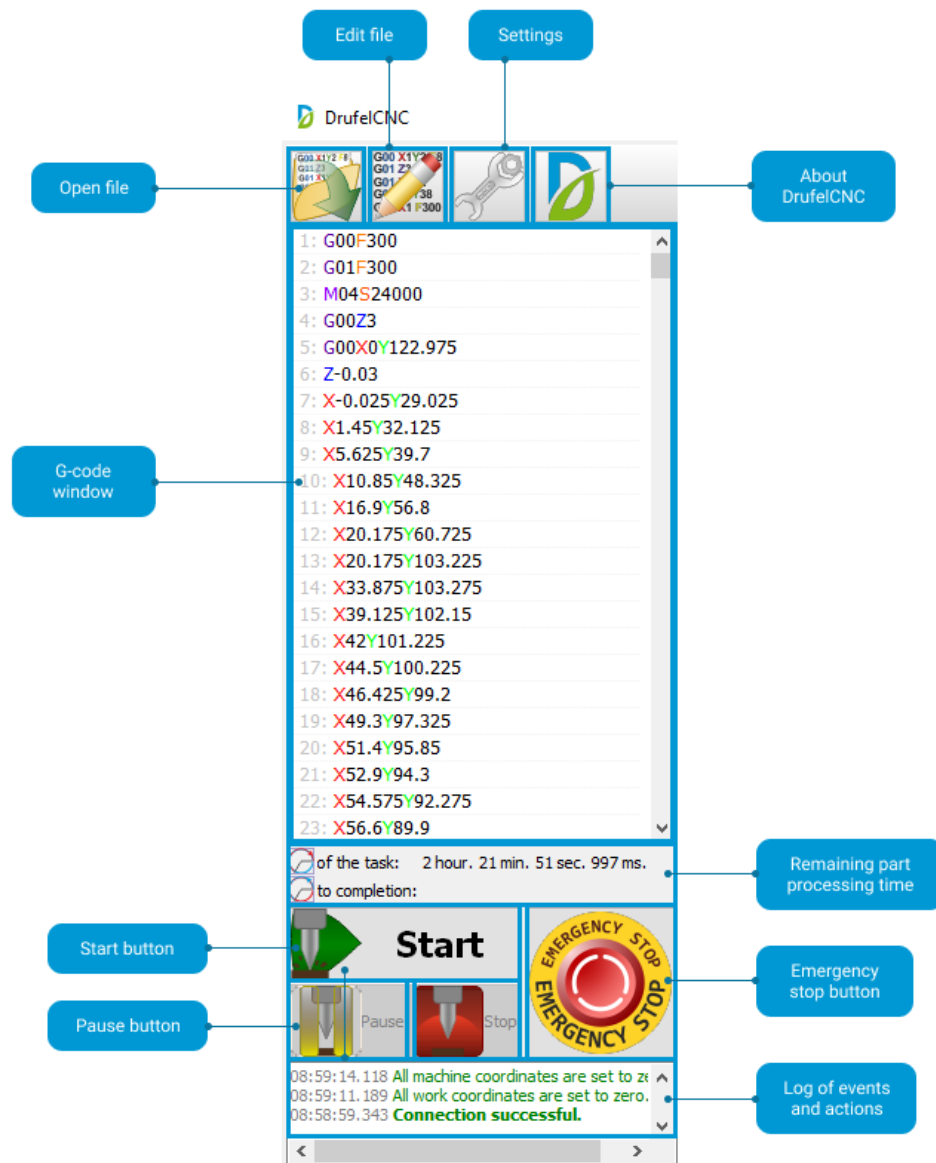 Edit file
Settings
DrufelCNC
Open file
About
DrufelCNC
1: G00F300
2: G01F300
3: M04S24000
4: G00Z3
5: G00X0Y122.975
6: Z-0.03
7: X-0.025Y29.025
8: X1.45Y32.125
9: X5.625Y39.7
G-code
window
10: X10.85Y48.325
11: X16.9Y56.8
12: X20.175Y60.725
13: X20.175Y103.225
14: X33.875Y103.275
15: X39.125Y102.15
16: X42Y101.225
17: X44.5Y100.225
18: X46.425Y99.2
19: X49.3Y97.325
20: X51.4Y95.85
21: X52.9Y94.3
22: X54.575Y92.275
23: X56.6Y89.9
of the task: 2 hour. 21 min. 51 sec. 997 ms.
to completion:
Remaining part
processing time
Start button
Start
EMERGENCY STOP
EMERGENCY STOP
Emergency
stop button
Pause button
Pause
Stop
08:59:14.118 All machine coordinates are set to
08:59:11.189 All work coordinates are set to zero.
08:58:59.343 Connection successful.
Log of events
and actions